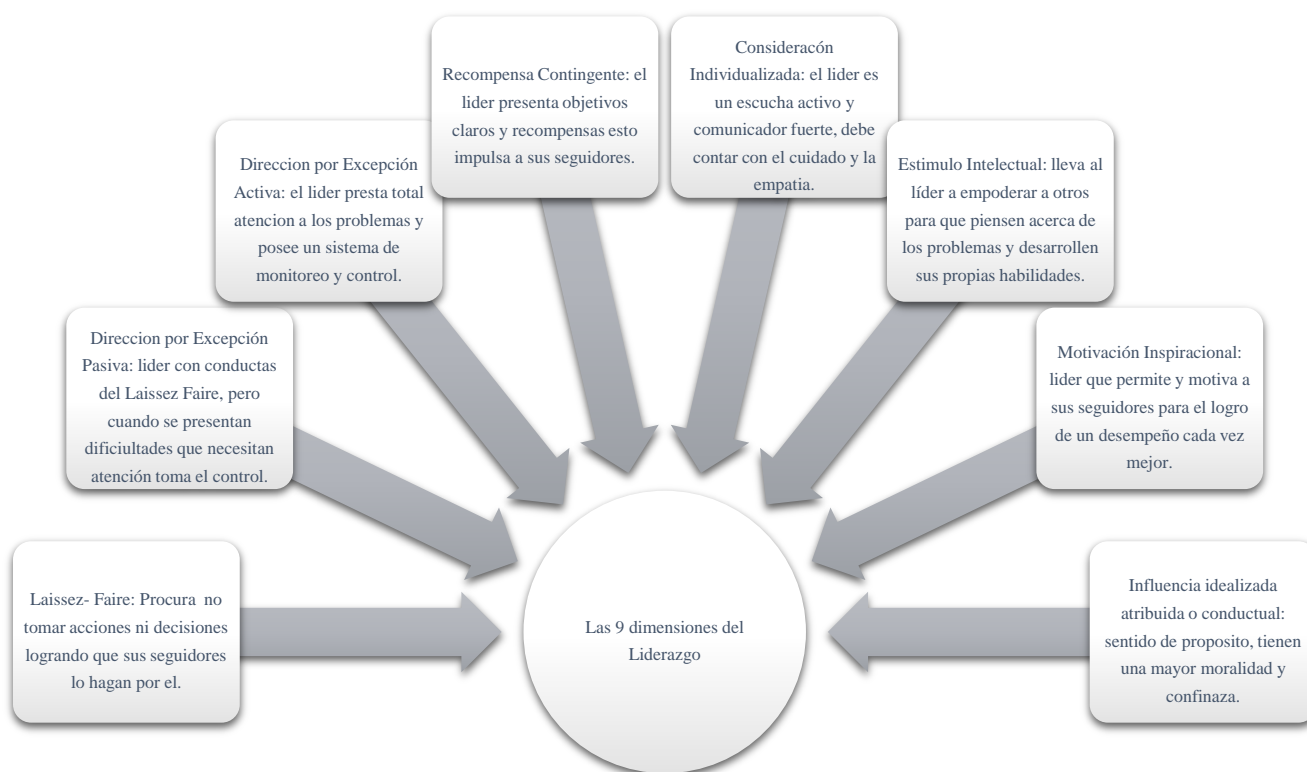 Laissez- Faire: Procura  no
tomar acciones ni decisiones
logrando que sus seguidores
lo hagan por el.
Direccion por Excepción
Pasiva: lider con conductas
del Laissez Faire, pero
cuando se presentan
dificiultades que necesitan
atención toma el control.
Direccion por Excepción
Activa: el lider presta total
atencion a los problemas y
posee un sistema de
monitoreo y control.
Recompensa Contingente: el
lider presenta objetivos
claros y recompensas esto
impulsa a sus seguidores.
Consideracón
Individualizada: el lider es
un escucha activo y
comunicador fuerte, debe
contar con el cuidado y la
empatia.
Estimulo Intelectual: lleva al
líder a empoderar a otros
para que piensen acerca de
los problemas y desarrollen
sus propias habilidades.
Motivación Inspiracional:
lider que permite y motiva a
sus seguidores para el logro
de un desempeño cada vez
mejor.
Influencia idealizada
atribuida o conductual:
sentido de proposito, tienen
una mayor moralidad y
confinaza.
Las 9 dimensiones del
Liderazgo